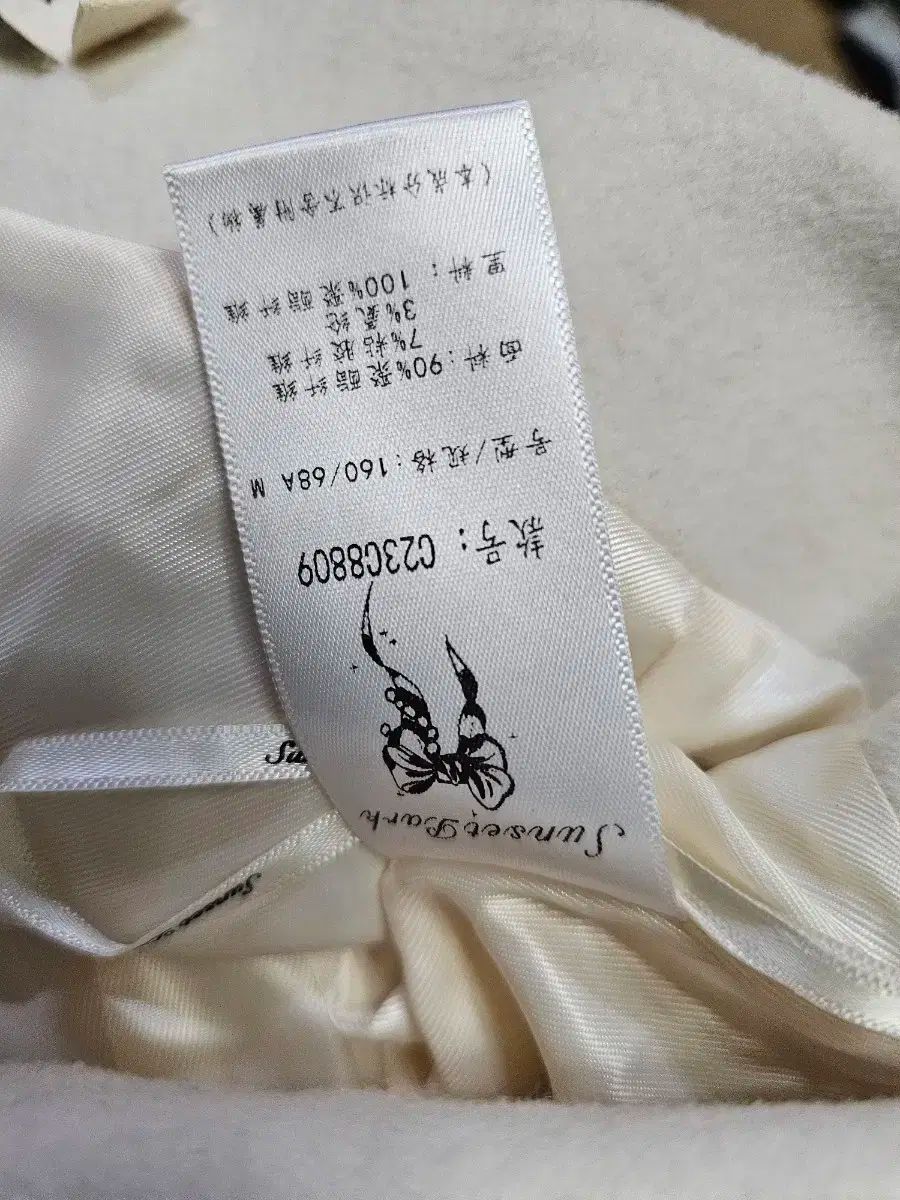 Sunset Park
款号: C23C8809
号型/规格:160/68A M
面料:90%聚酯纤维
7%粘胶纤维
3%氨纶
里料: 100%聚酯纤维
(本成分标识不含附属物)
Sunset